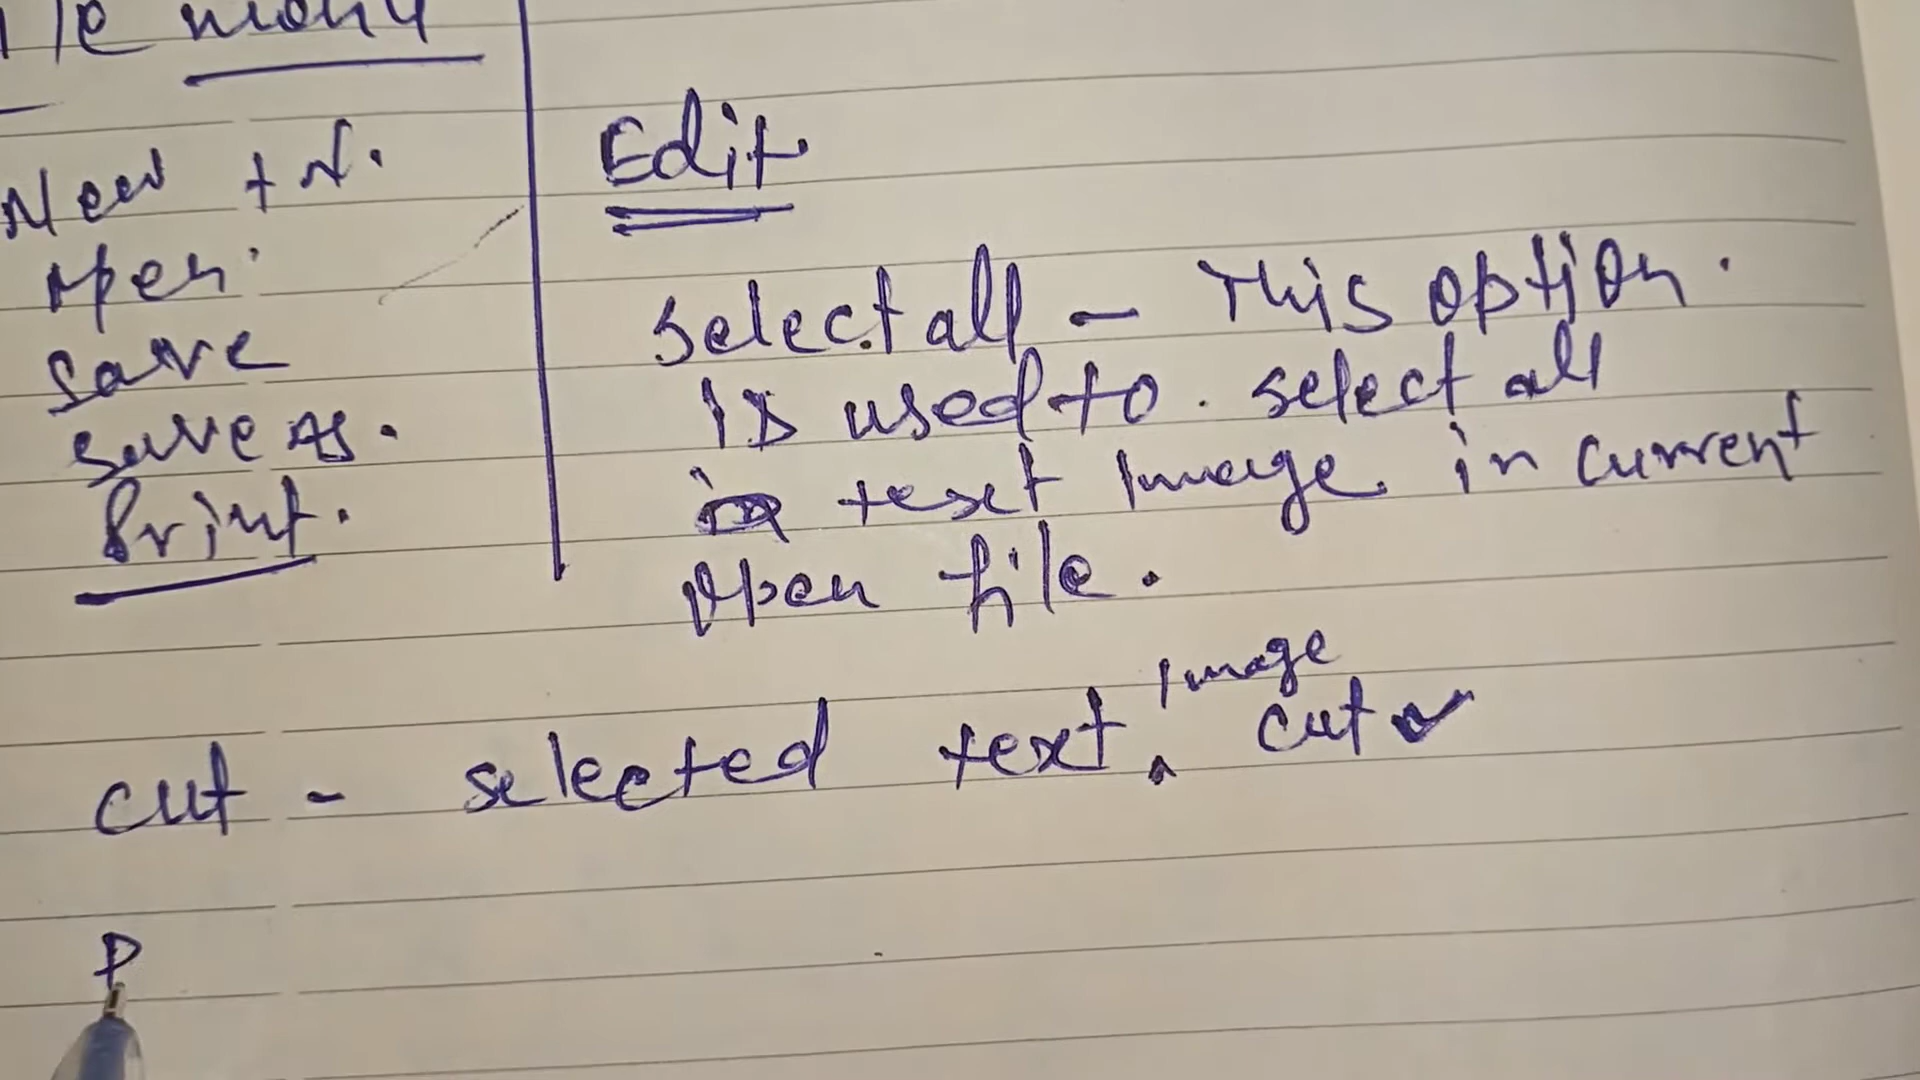 le menu
New + N.
open.
save
save As.
Print.
Edit
Select all - This option.
is used to. select all
text Image in current
open file.
Image
cut - selected text. cut ✓
P